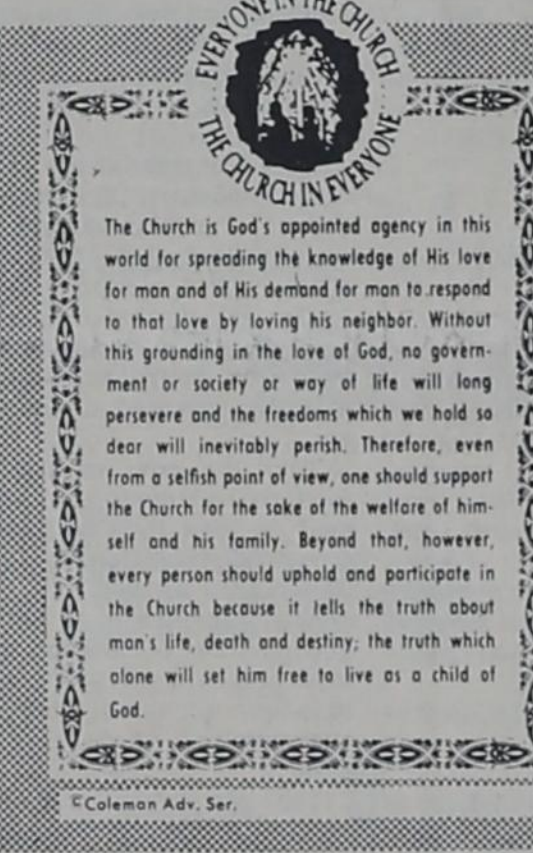 EVERYONE IN THE CHURCH
THE CHURCH IN EVERYONE
The Church is God's appointed agency in this
world for spreading the knowledge of His love
for man and of His demand for man to respond
to that love by loving his neighbor. Without
this grounding in the love of God, no govern-
ment or society or way of life will long
persevere and the freedoms which we hold so
dear will inevitably perish. Therefore, even
from a selfish point of view, one should support
the Church for the sake of the welfare of him-
self and his family. Beyond that, however,
every person should uphold and participate in
the Church because it tells the truth about
man's life, death and destiny; the truth which
alone will set him free to live as a child of
God.
©Coleman Adv. Ser.